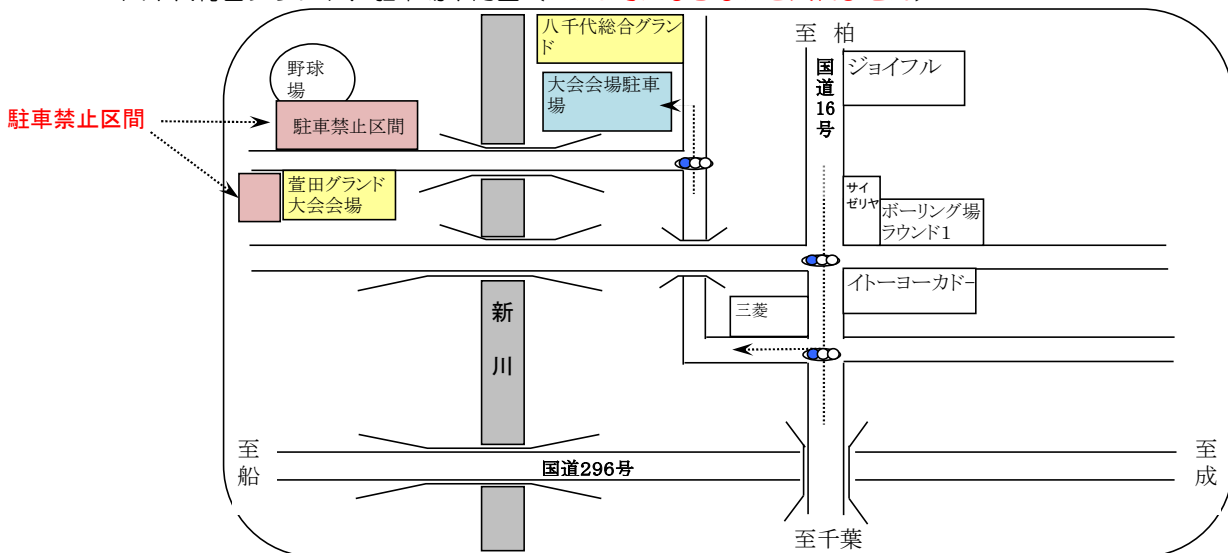 八千代総合グラン
ド
至 柏
野球
場
大会会場駐車
場
国道16号
ジョイフル
駐車禁止区間
駐車禁止区間
萱田グランド
大会会場
サイ
ゼリヤ
ボーリング場
ラウンド1
イトーヨーカド-
三菱
新川
至船
国道296号
至成
至千葉